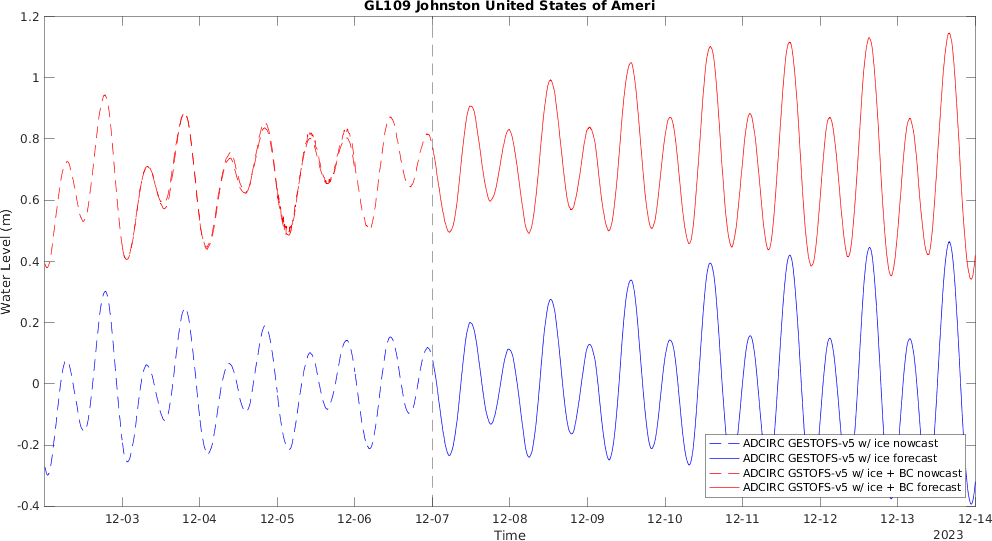 GL109 Johnston United States of Ameri
1.2
1
0.8
0.6
0.4
0.2
0
-0.2
-0.4
Water Level (m)
ADCIRC GESTOFS-v5 w/ ice nowcast
ADCIRC GESTOFS-v5 w/ ice forecast
ADCIRC GSTOFS-v5 w/ ice + BC nowcast
ADCIRC GSTOFS-v5 w/ ice + BC forecast
12-03 12-04 12-05 12-06 12-07 12-08 12-09 12-10 12-11 12-12 12-13 12-14
Time
2023